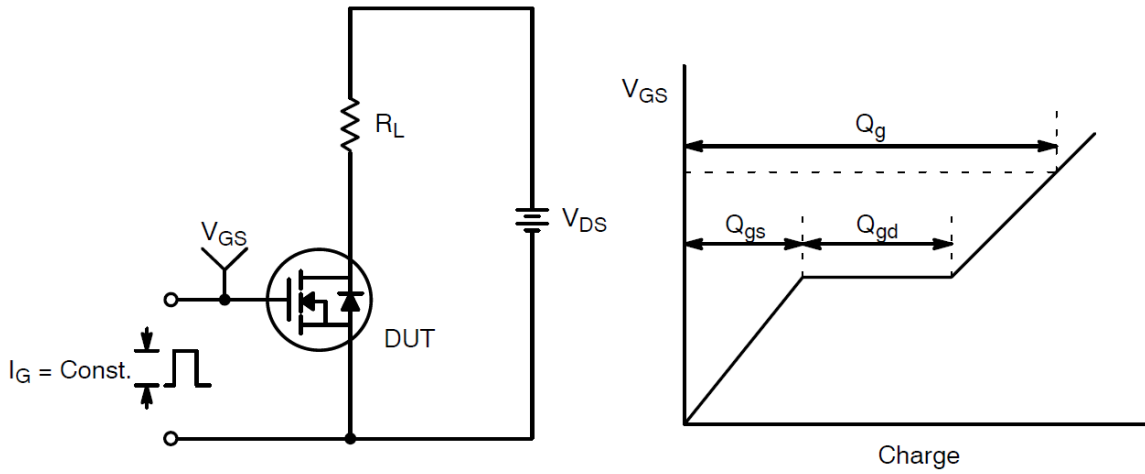 R_L
V_GS
V_DS
DUT
I_G = Const.
V_GS
Q_g
Q_gs
Q_gd
Charge